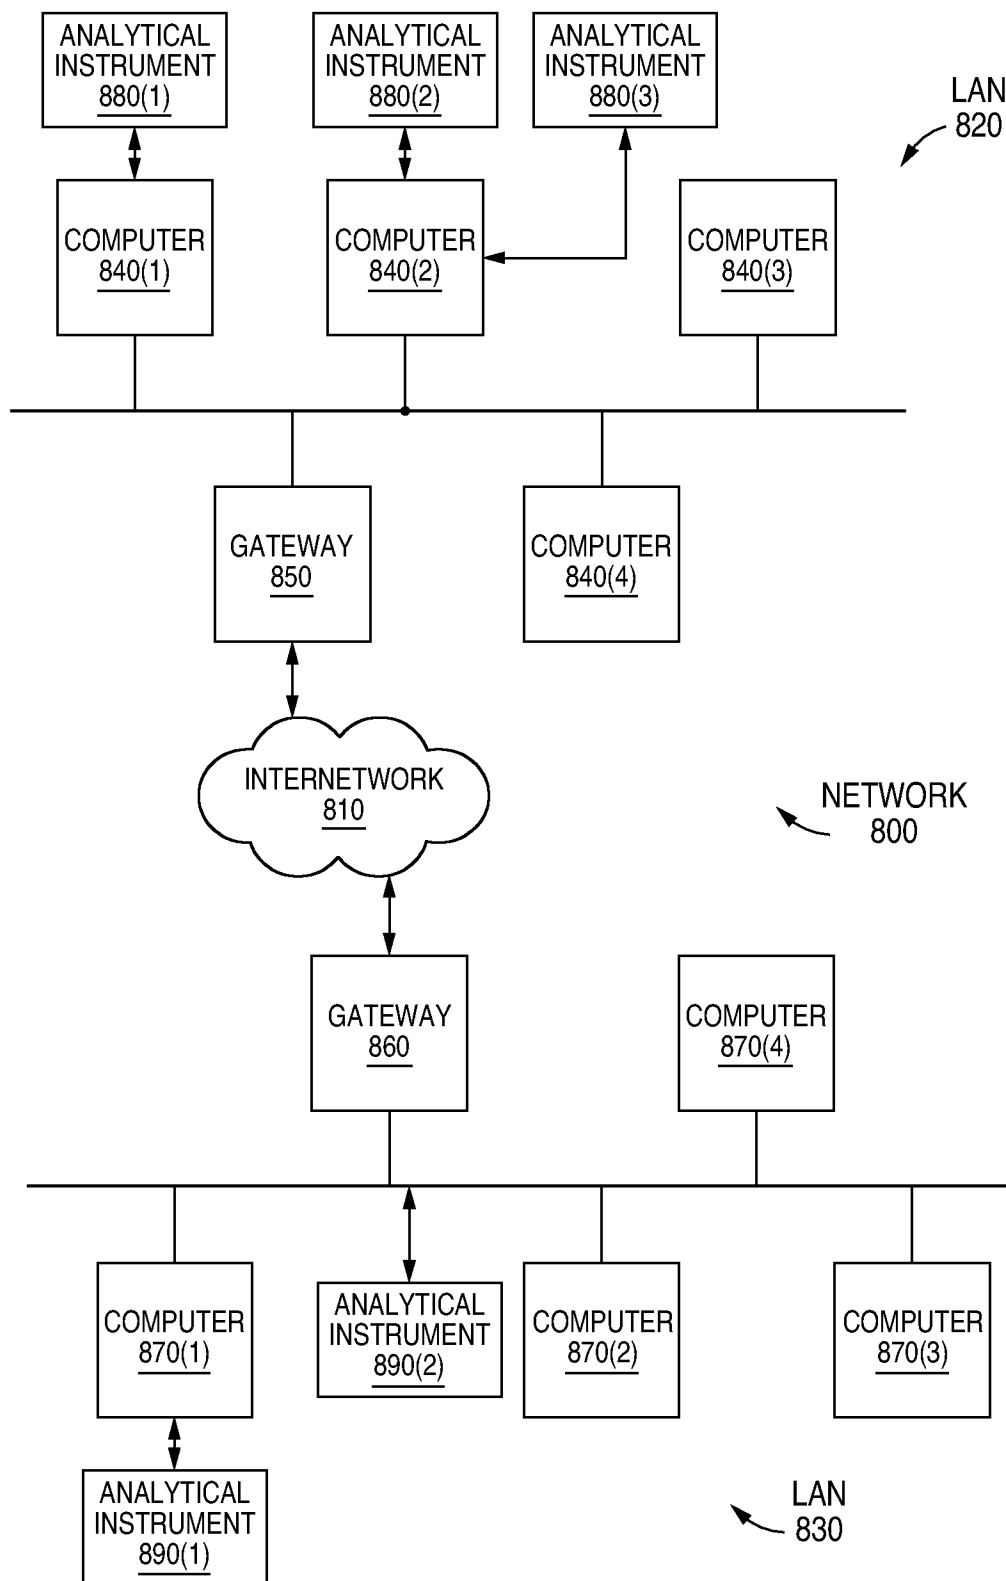 ANALYTICAL
INSTRUMENT
880(1)
ANALYTICAL
INSTRUMENT
880(2)
ANALYTICAL
INSTRUMENT
880(3)
LAN
820
COMPUTER
840(1)
COMPUTER
840(2)
COMPUTER
840(3)
GATEWAY
850
COMPUTER
840(4)
INTERNETWORK
810
NETWORK
800
GATEWAY
860
COMPUTER
870(4)
COMPUTER
870(1)
ANALYTICAL
INSTRUMENT
890(2)
COMPUTER
870(2)
COMPUTER
870(3)
ANALYTICAL
INSTRUMENT
890(1)
LAN
830